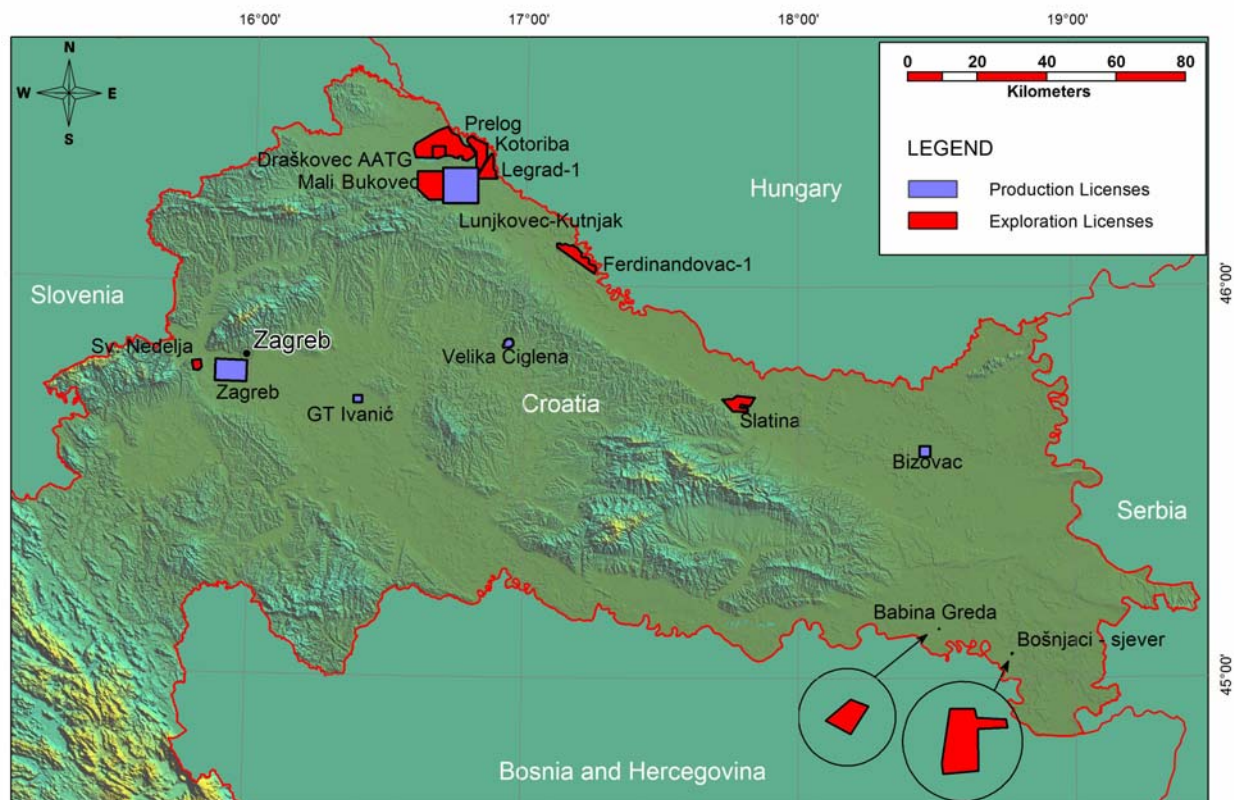 16°00'
17°00'
18°00'
19°00'
N
W E
S
0 20 40 60 80
Kilometers
LEGEND
Production Licenses
Exploration Licenses
Prelog
Kotoriba
Draškovec AATG
Legrad-1
Mali Bukovec
Hungary
Lunjkovec-Kutnjak
Ferdinandovac-1
46°00'
Slovenia
Zagreb
Sv. Nedelja
Velika Ciglena
Zagreb
GT Ivanić
Croatia
Slatina
Bizovac
Serbia
Babina Greda
Bošnjaci - sjever
45°00'
Bosnia and Hercegovina